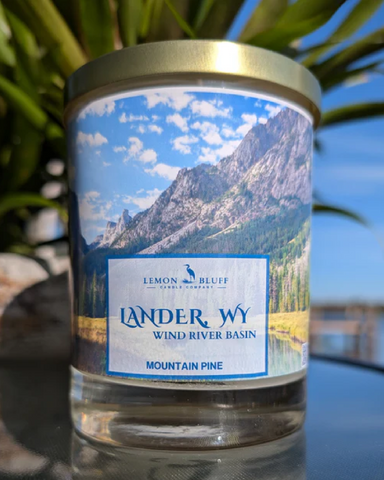 LEMON BLUFF
CANDLE COMPANY
LANDER, WY
WIND RIVER BASIN
MOUNTAIN PINE